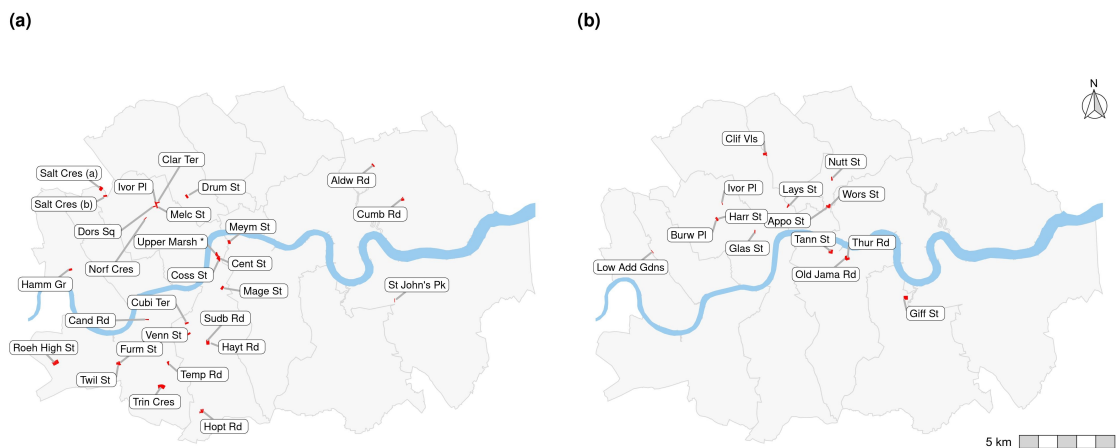 (a)
Salt Cres (a)
Salt Cres (b)
Ivor Pl
Clar Ter
Drum St
Melc St
Dors Sq
Norf Cres
Upper Marsh *
Meym St
Cent St
Coss St
Mage St
Hamm Gr
Cubi Ter
Cand Rd
Sudb Rd
Venn St
Hayt Rd
Roeh High St
Furm St
Twil St
Temp Rd
Trin Cres
Hopt Rd
Aldw Rd
Cumb Rd
St John's Pk
(b)
N
Clif Vls
Nutt St
Ivor Pl
Lays St
Wors St
Harr St
Appo St
Burw Pl
Glas St
Tann St
Thur Rd
Low Add Gdns
Old Jama Rd
Giff St
5 km